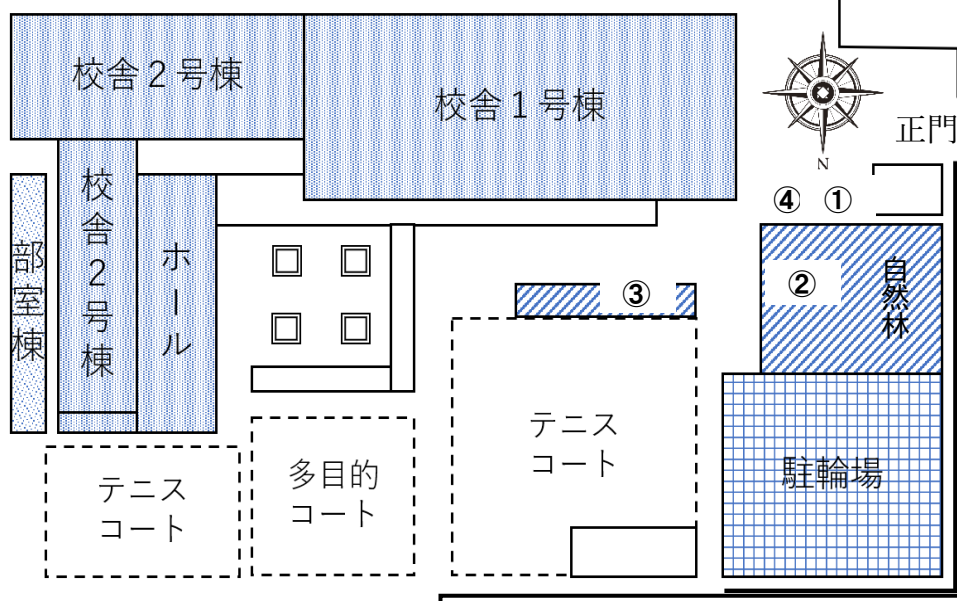 校舎２号棟
校舎１号棟
N
正門
④ ①
部室棟
校舎２号棟
ホール
②
自然林
③
テニス
コート
駐輪場
テニス
コート
多目的
コート